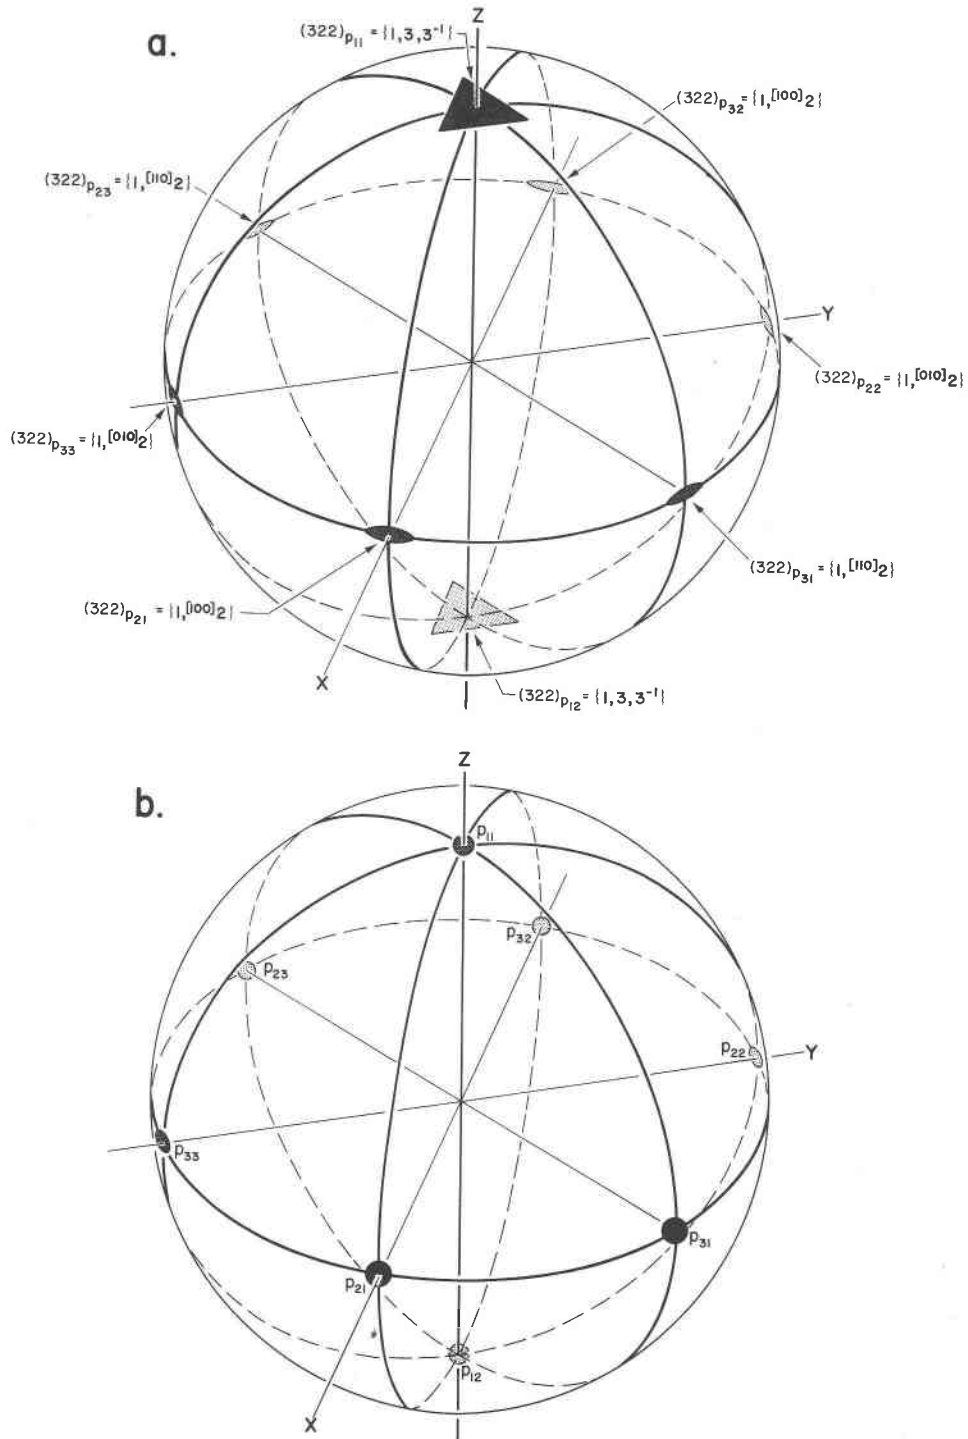 a.
Z
(322)p₁₁ = {1,3,3⁻¹}
(322)p₃₂ = {1,[100]2}
(322)p₂₃ = {1,[110]2}
Y
(322)p₂₂ = {1,[010]2}
(322)p₃₃ = {1,[010]2}
(322)p₃₁ = {1,[110]2}
(322)p₂₁ = {1,[100]2}
X
(322)p₁₂ = {1,3,3⁻¹}
b.
Z
p₁₁
p₃₂
p₂₃
p₂₂
Y
p₃₃
p₃₁
p₂₁
p₁₂
X